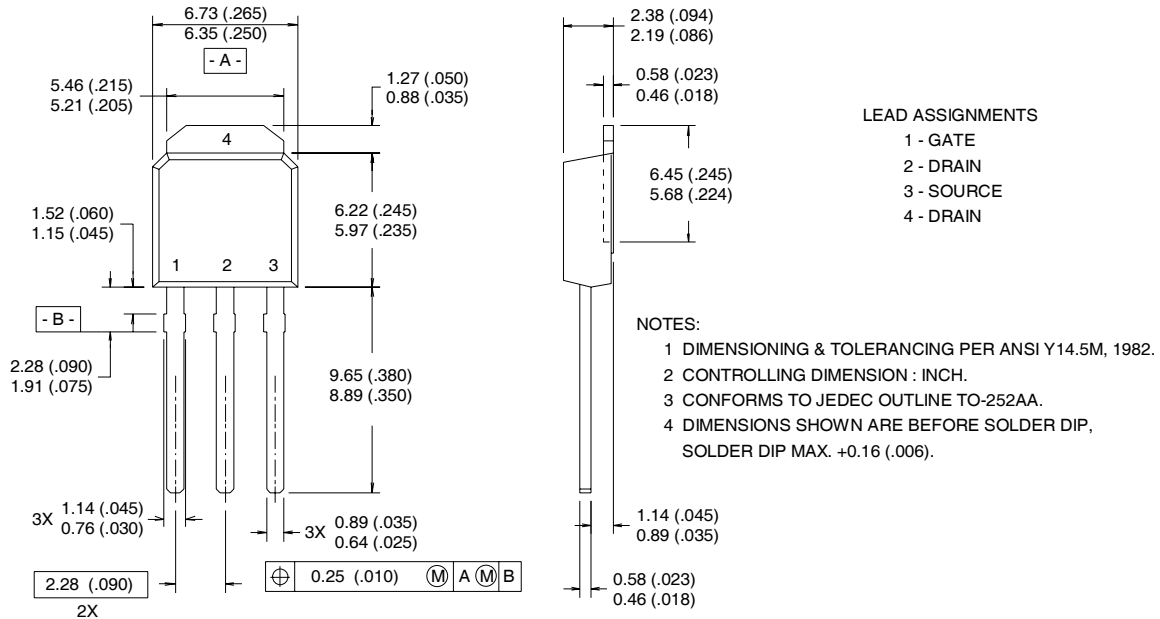 6.73 (.265)
6.35 (.250)
- A -
5.46 (.215)
5.21 (.205)
1.27 (.050)
0.88 (.035)
4
6.22 (.245)
5.97 (.235)
1.52 (.060)
1.15 (.045)
1 2 3
- B -
2.28 (.090)
1.91 (.075)
9.65 (.380)
8.89 (.350)
3X 1.14 (.045)
0.76 (.030)
3X 0.89 (.035)
0.64 (.025)
2.28 (.090)
2X
0.25 (.010) Ⓜ A Ⓜ B
2.38 (.094)
2.19 (.086)
0.58 (.023)
0.46 (.018)
6.45 (.245)
5.68 (.224)
1.14 (.045)
0.89 (.035)
0.58 (.023)
0.46 (.018)
LEAD ASSIGNMENTS
1 - GATE
2 - DRAIN
3 - SOURCE
4 - DRAIN
NOTES:
1 DIMENSIONING & TOLERANCING PER ANSI Y14.5M, 1982.
2 CONTROLLING DIMENSION : INCH.
3 CONFORMS TO JEDEC OUTLINE TO-252AA.
4 DIMENSIONS SHOWN ARE BEFORE SOLDER DIP,
SOLDER DIP MAX. +0.16 (.006).